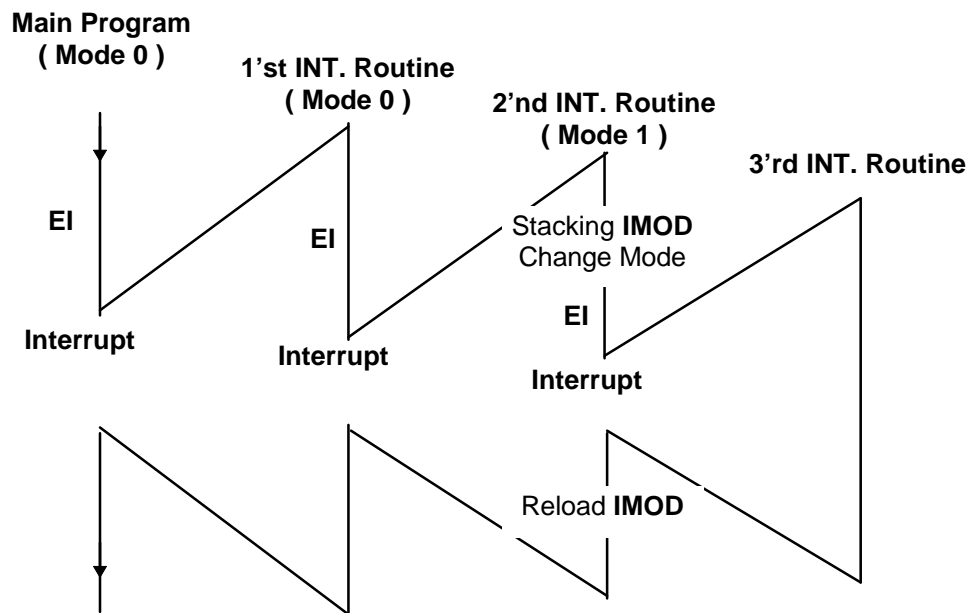 Main Program
( Mode 0 )
1’st INT. Routine
( Mode 0 )
2’nd INT. Routine
( Mode 1 )
3’rd INT. Routine
EI
EI
Stacking IMOD
Change Mode
EI
Interrupt
Interrupt
Interrupt
Reload IMOD